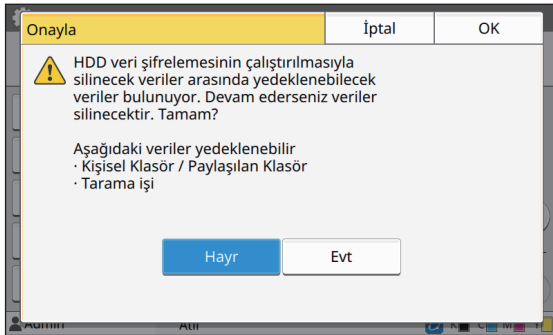 Onayla
İptal
OK
HDD veri şifrelemesinin çalıştırılmasıyla
silinecek veriler arasında yedeklenebilecek
veriler bulunuyor. Devam ederseniz veriler
silinecektir. Tamam?
Aşağıdaki veriler yedeklenebilir
· Kişisel Klasör / Paylaşılan Klasör
· Tarama işi
Hayr
Evt
Admin
K C M Y